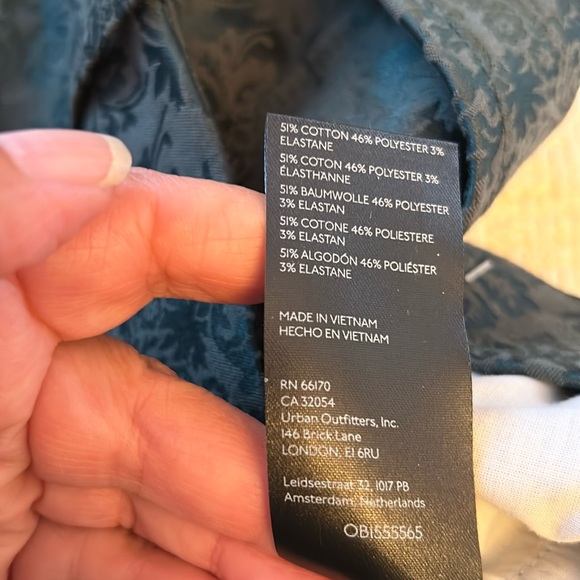 51% COTTON 46% POLYESTER 3%
ELASTANE
51% COTON 46% POLYESTER 3%
ÉLASTHANNE
51% BAUMWOLLE 46% POLYESTER
3% ELASTAN
51% COTONE 46% POLIESTERE
3% ELASTAN
51% ALGODÓN 46% POLIÉSTER
3% ELASTANE
MADE IN VIETNAM
HECHO EN VIETNAM
RN 66170
CA 32054
Urban Outfitters, Inc.
146 Brick Lane
LONDON, E1 6RU
Leidsestraat 32, 1017 PB
Amsterdam, Netherlands
OB1555565